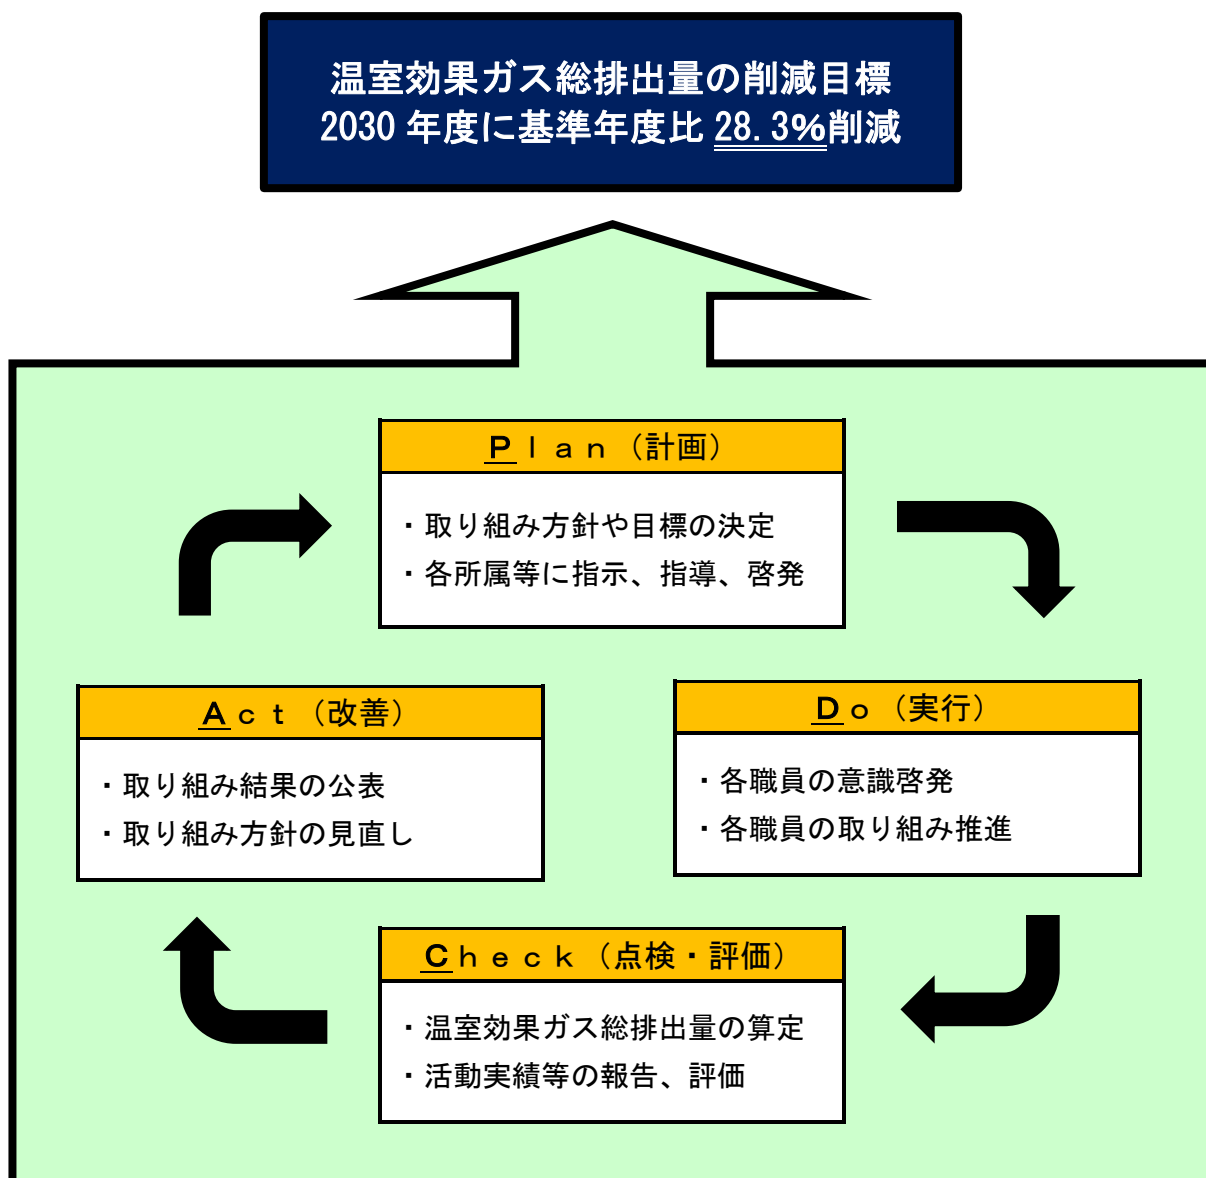 温室効果ガス総排出量の削減目標
2030年度に基準年度比 28.3%削減
Plan（計画）
・取り組み方針や目標の決定
・各所属等に指示、指導、啓発
Do（実行）
・各職員の意識啓発
・各職員の取り組み推進
Check（点検・評価）
・温室効果ガス総排出量の算定
・活動実績等の報告、評価
Act（改善）
・取り組み結果の公表
・取り組み方針の見直し